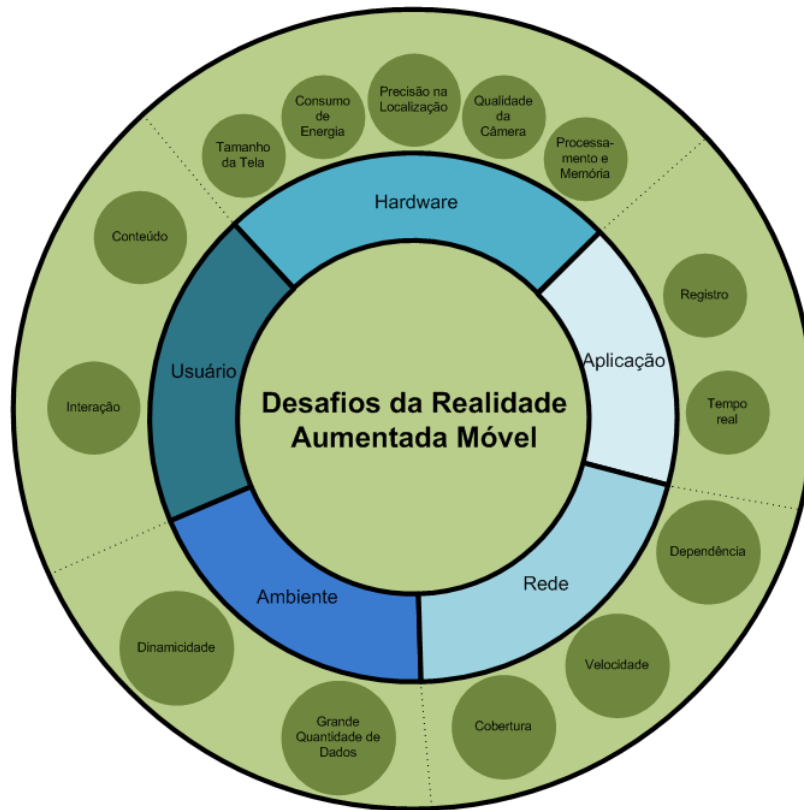 Consumo
de
Energia
Precisão na
Localização
Qualidade
da
Câmera
Tamanho
da Tela
Processa-
mento e
Memória
Hardware
Conteúdo
Registro
Usuário
Aplicação
Interação
Desafios da Realidade
Aumentada Móvel
Tempo
real
Dependência
Rede
Ambiente
Dinamicidade
Velocidade
Grande
Quantidade de
Dados
Cobertura